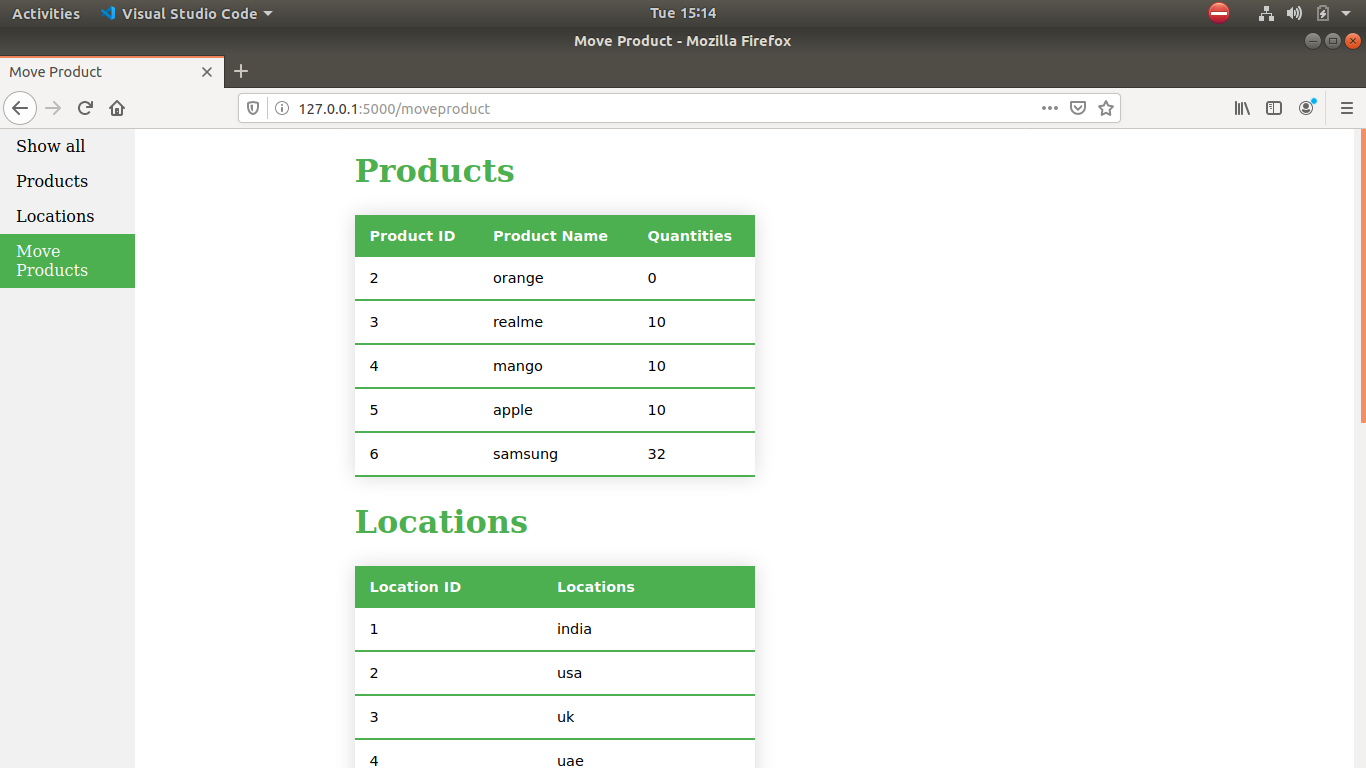 Activities Visual Studio Code Tue 15:14
Move Product - Mozilla Firefox
Move Product
127.0.0.1:5000/moveproduct
Show all
Products
Locations
Move
Products
Products
Product ID Product Name Quantities
2 orange 0
3 realme 10
4 mango 10
5 apple 10
6 samsung 32
Locations
Location ID Locations
1 india
2 usa
3 uk
4 uae